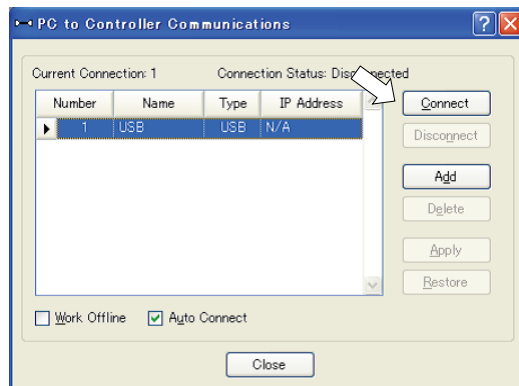 PC to Controller Communications
Current Connection: 1 Connection Status: Disconnected
Number Name Type IP Address
1 USB USB N/A
Connect
Disconnect
Add
Delete
Apply
Restore
Work Offline Auto Connect
Close